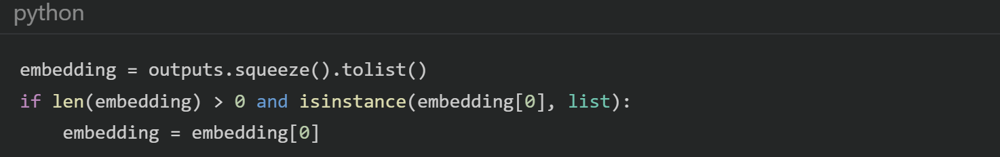 python
embedding = outputs.squeeze().tolist()
if len(embedding) > 0 and isinstance(embedding[0], list):
    embedding = embedding[0]